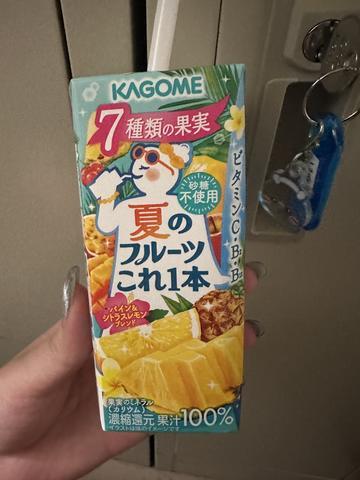 KAGOME
7種類の果実
砂糖
不使用
夏の
フルーツ
これ1本
ビタミンC・B₂・B₁₂
パイン&
シトラスレモン
ブレンド
果実のミネラル
(カリウム)
濃縮還元 果汁100%
イラストは味のイメージです